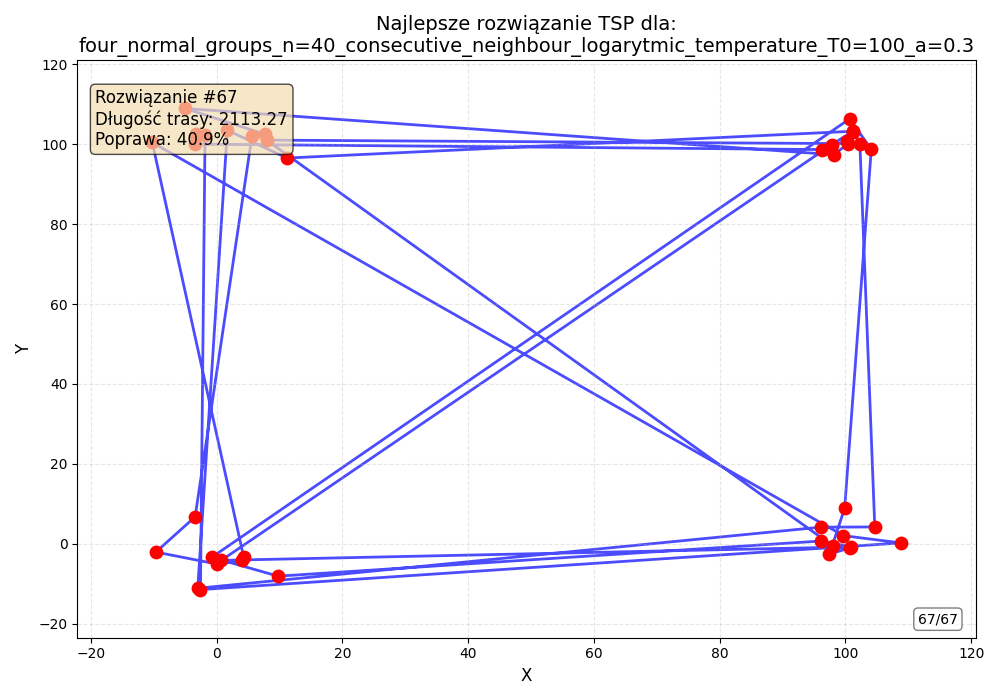 Najlepsze rozwiązanie TSP dla:
four_normal_groups_n=40_consecutive_neighbour_logarytmic_temperature_T0=100_a=0.3
Rozwiązanie #67
Długość trasy: 2113.27
Poprawa: 40.9%
120
100
80
60
40
20
0
−20
Y
−20
0
20
40
60
80
100
120
X
67/67